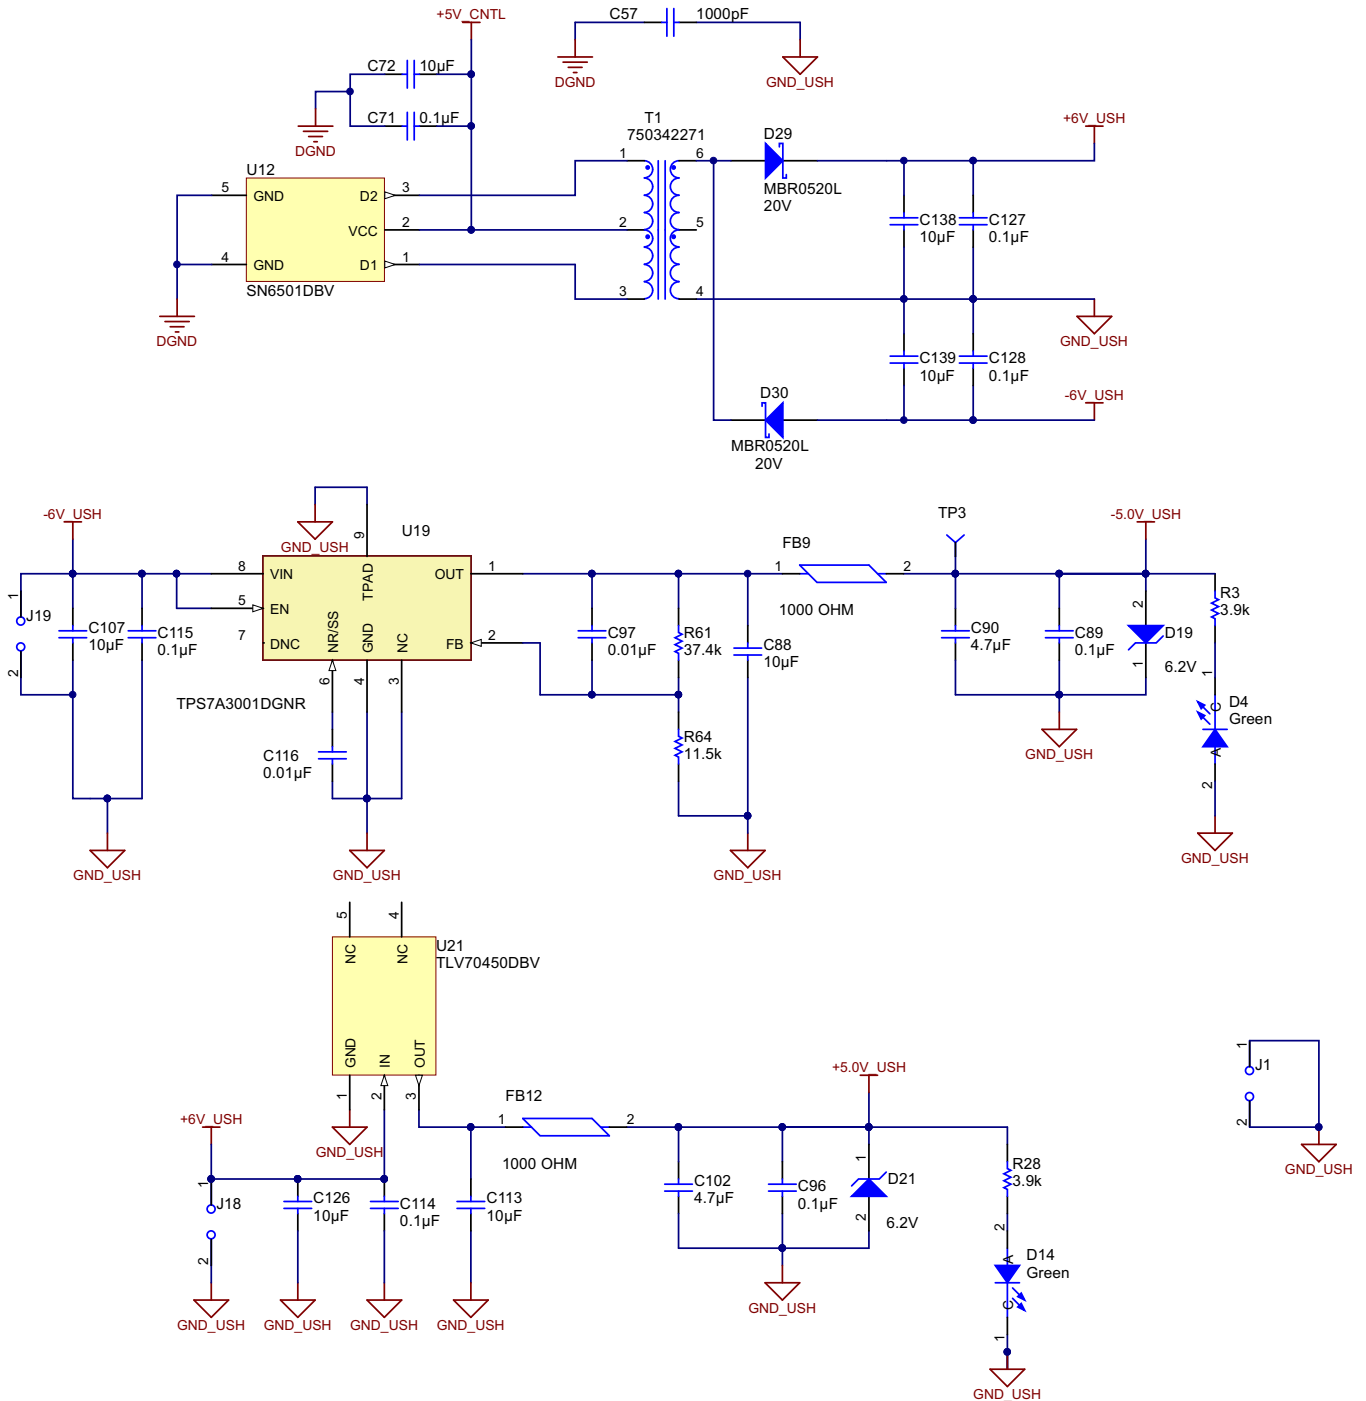 +5V_CNTL
C57
1000pF
DGND
GND_USH
C72
10µF
C71
0.1µF
DGND
U12
5
GND
D2
3
VCC
2
4
GND
D1
1
SN6501DBV
DGND
T1
750342271
1
2
3
6
5
4
D29
MBR0520L
20V
+6V_USH
C138
10µF
C127
0.1µF
GND_USH
C139
10µF
C128
0.1µF
D30
MBR0520L
20V
-6V_USH
-6V_USH
GND_USH
9
U19
8
VIN
TPAD
OUT
1
5
EN
7
DNC
NR/SS
GND
NC
FB
2
6
4
3
TPS7A3001DGNR
1
J19
2
C107
10µF
C115
0.1µF
C116
0.01µF
GND_USH
GND_USH
C97
0.01µF
R61
37.4k
C88
10µF
R64
11.5k
GND_USH
FB9
1
2
1000 OHM
TP3
-5.0V_USH
C90
4.7µF
C89
0.1µF
2
D19
1
6.2V
GND_USH
R3
3.9k
1
C
D4
Green
A
2
GND_USH
5
4
NC
NC
U21
TLV70450DBV
GND
IN
OUT
1
2
3
GND_USH
+6V_USH
1
J18
2
C126
10µF
C114
0.1µF
C113
10µF
GND_USH
GND_USH
GND_USH
GND_USH
FB12
1
2
1000 OHM
+5.0V_USH
C102
4.7µF
C96
0.1µF
1
D21
2
6.2V
GND_USH
R28
3.9k
2
A
D14
Green
C
1
GND_USH
1
J1
2
GND_USH